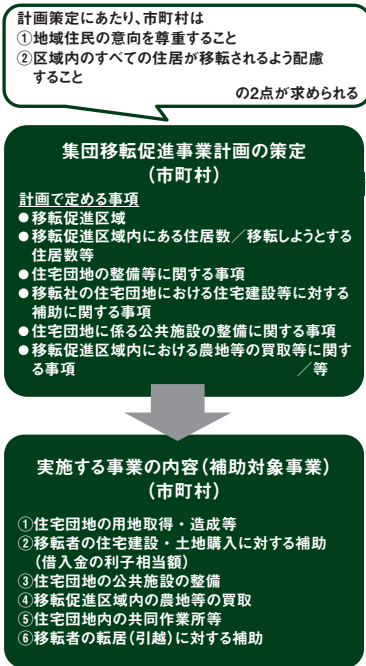 計画策定にあたり、市町村は
①地域住民の意向を尊重すること
②区域内のすべての住居が移転されるよう配慮
すること
の2点が求められる
集団移転促進事業計画の策定
(市町村)
計画で定める事項
●移転促進区域
●移転促進区域内にある住居数／移転しようとする
住居数等
●住宅団地の整備等に関する事項
●移転社の住宅団地における住宅建設等に対する
補助に関する事項
●住宅団地に係る公共施設の整備に関する事項
●移転促進区域内における農地等の買取等に関す
る事項 ／等
実施する事業の内容(補助対象事業)
(市町村)
①住宅団地の用地取得・造成等
②移転者の住宅建設・土地購入に対する補助
(借入金の利子相当額)
③住宅団地の公共施設の整備
④移転促進区域内の農地等の買取
⑤住宅団地内の共同作業所等
⑥移転者の転居(引越)に対する補助